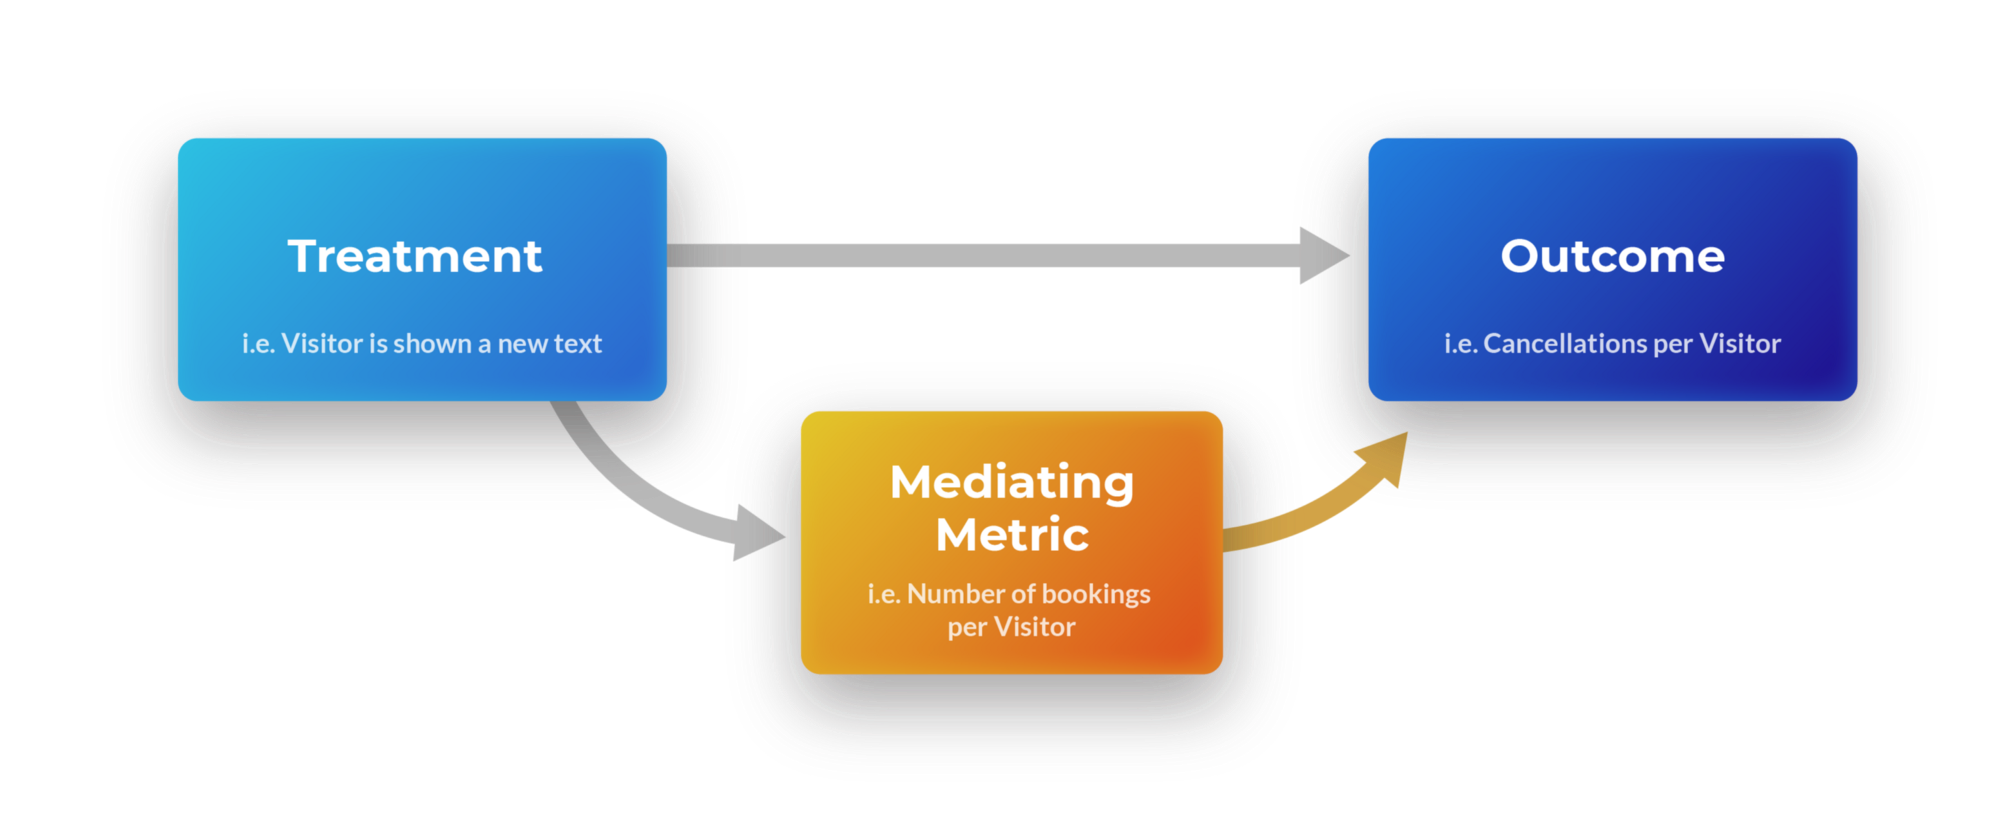 Treatment
i.e. Visitor is shown a new text
Outcome
i.e. Cancellations per Visitor
Mediating
Metric
i.e. Number of bookings
per Visitor